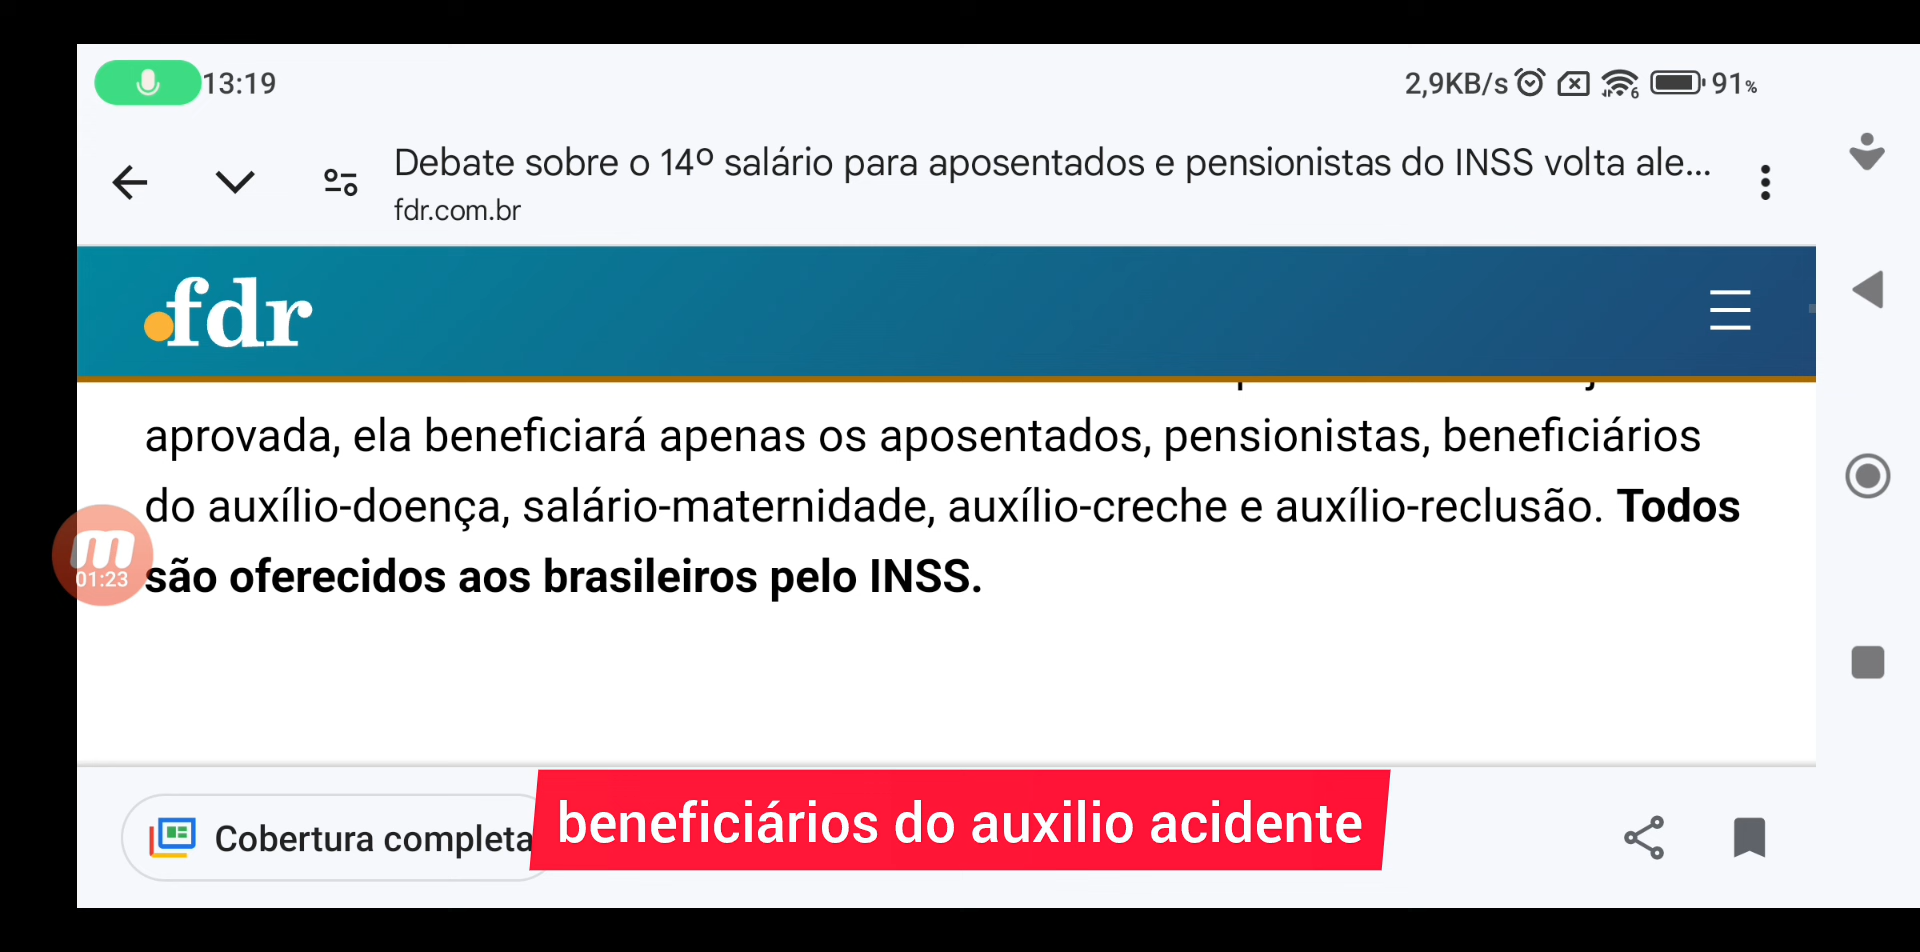 13:19
2,9KB/s 6 91%
Debate sobre o 14º salário para aposentados e pensionistas do INSS volta ale...
fdr.com.br
fdr
aprovada, ela beneficiará apenas os aposentados, pensionistas, beneficiários
do auxílio-doença, salário-maternidade, auxílio-creche e auxílio-reclusão. Todos
são oferecidos aos brasileiros pelo INSS.
m
01:23
Cobertura completa
beneficiários do auxilio acidente